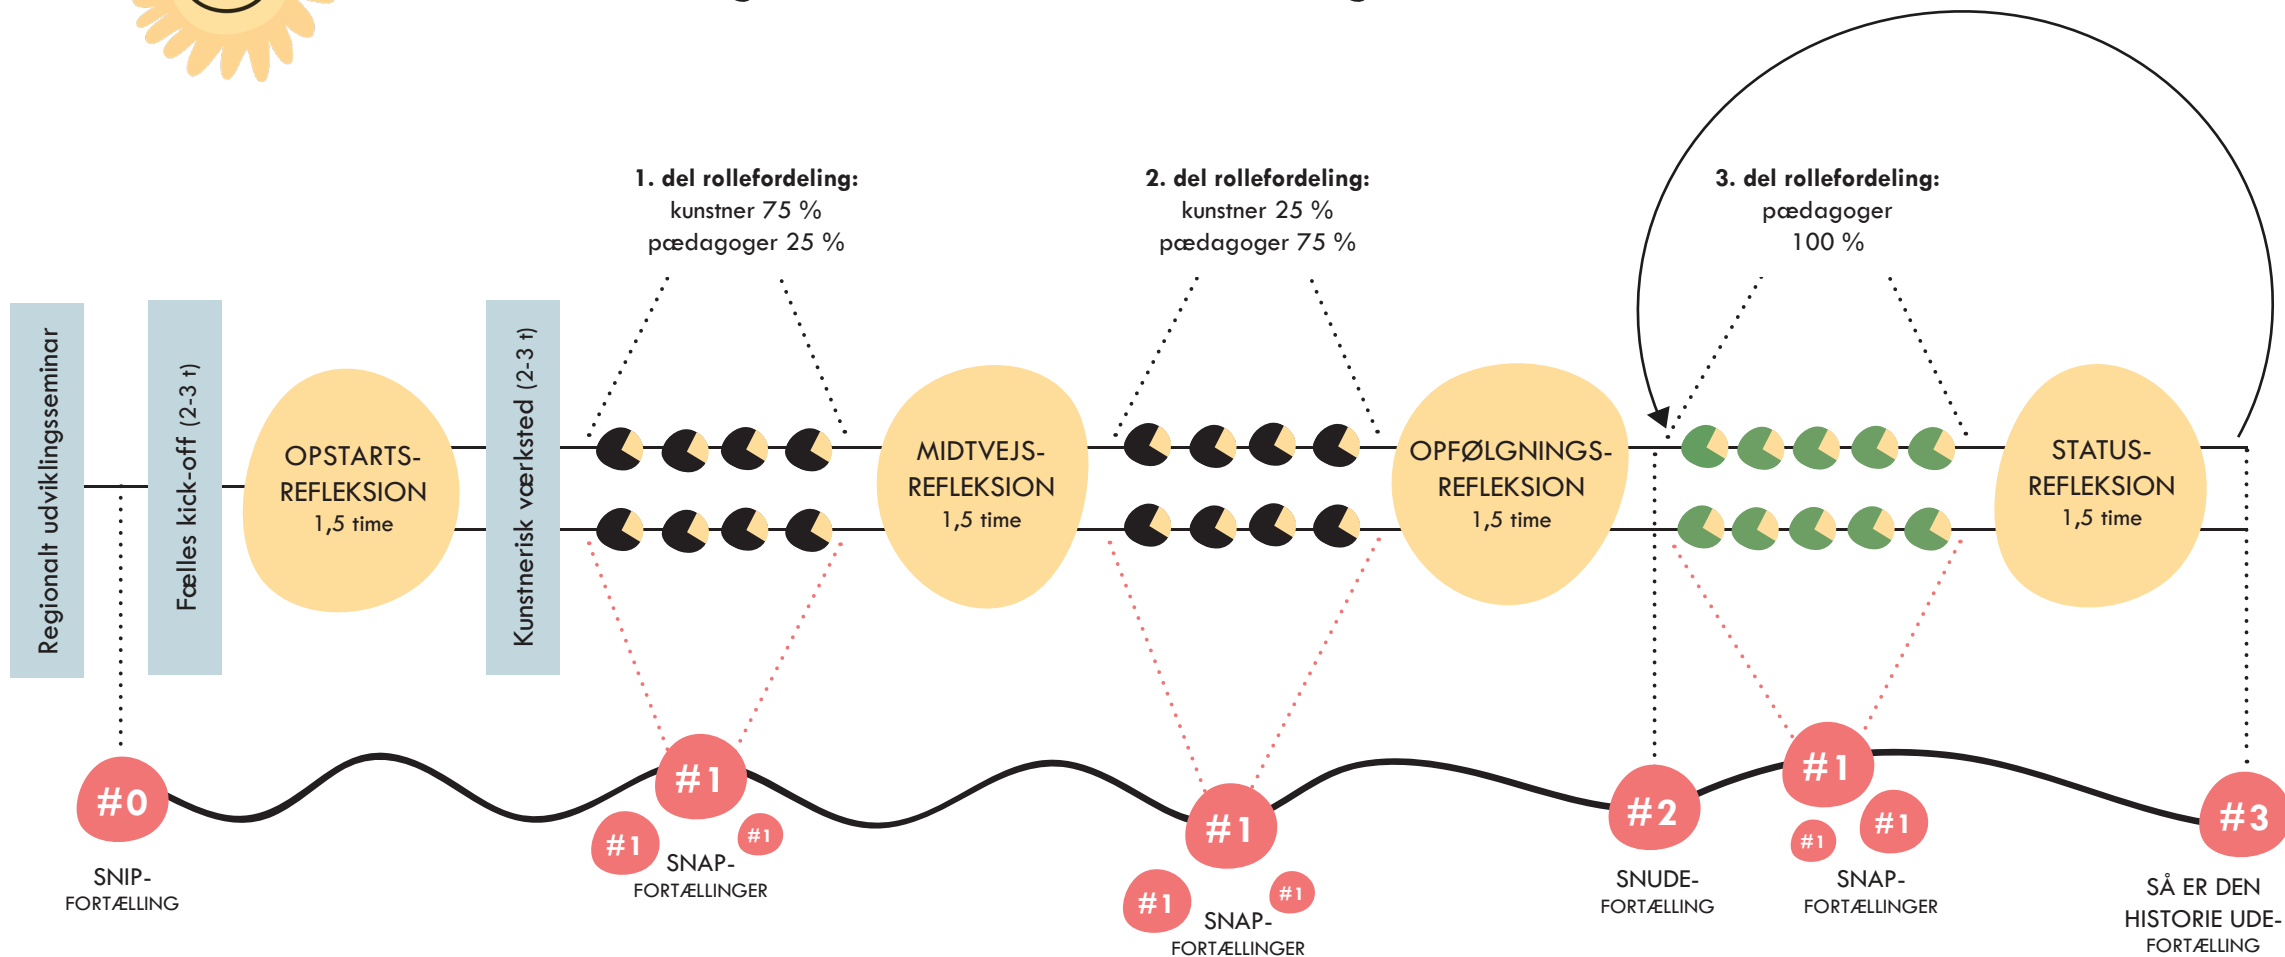 1. del rollefordeling:
kunstner 75 %
pædagoger 25 %
2. del rollefordeling:
kunstner 25 %
pædagoger 75 %
3. del rollefordeling:
pædagoger
100 %
Regionalt udviklingsseminar
Fælles kick-off (2-3 t)
OPSTARTS-
REFLEKSION
1,5 time
Kunstnerisk værksted (2-3 t)
MIDTVEJS-
REFLEKSION
1,5 time
OPFØLGNINGS-
REFLEKSION
1,5 time
STATUS-
REFLEKSION
1,5 time
#0
SNIP-
FORTÆLLING
#1
#1
#1
SNAP-
FORTÆLLINGER
#1
#1
#1
SNAP-
FORTÆLLINGER
#2
SNUDE-
FORTÆLLING
#1
#1
#1
SNAP-
FORTÆLLINGER
#3
SÅ ER DEN
HISTORIE UDE-
FORTÆLLING